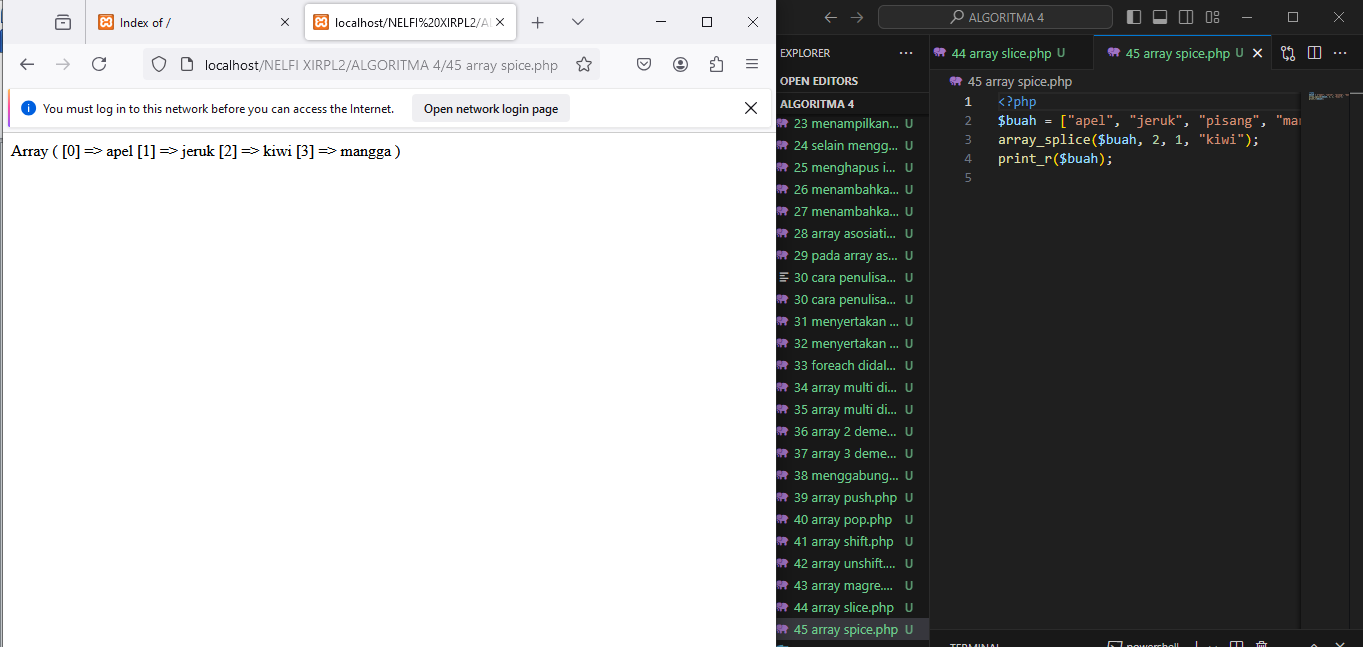 Index of /
localhost/NELFI%20XIRPL2/AL
localhost/NELFI XIRPL2/ALGORITMA 4/45 array spice.php
You must log in to this network before you can access the Internet.
Open network login page
Array ( [0] => apel [1] => jeruk [2] => kiwi [3] => mangga )
ALGORITMA 4
EXPLORER
...
OPEN EDITORS
ALGORITMA 4
23 menampilkan... U
24 selain mengg... U
25 menghapus i... U
26 menambahka... U
27 menambahka... U
28 array asosiati... U
29 pada array as... U
30 cara penulisa... U
30 cara penulisa... U
31 menyertakan ... U
32 menyertakan ... U
33 foreach didal... U
34 array multi di... U
35 array multi di... U
36 array 2 deme... U
37 array 3 deme... U
38 menggabung... U
39 array push.php U
40 array pop.php U
41 array shift.php U
42 array unshift.... U
43 array magre.... U
44 array slice.php U
45 array spice.php U
44 array slice.php U
45 array spice.php U
...
45 array spice.php
1 <?php
2 $buah = ["apel", "jeruk", "pisang", "man
3 array_splice($buah, 2, 1, "kiwi");
4 print_r($buah);
5
TERMINAL
powershell